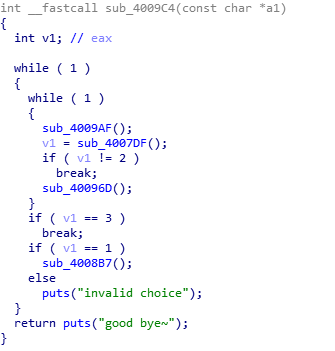 int __fastcall sub_4009C4(const char *a1)
{
  int v1; // eax

  while ( 1 )
  {
    while ( 1 )
    {
      sub_4009AF();
      v1 = sub_4007DF();
      if ( v1 != 2 )
        break;
      sub_40096D();
    }
    if ( v1 == 3 )
      break;
    if ( v1 == 1 )
      sub_4008B7();
    else
      puts("invalid choice");
  }
  return puts("good bye~");
}